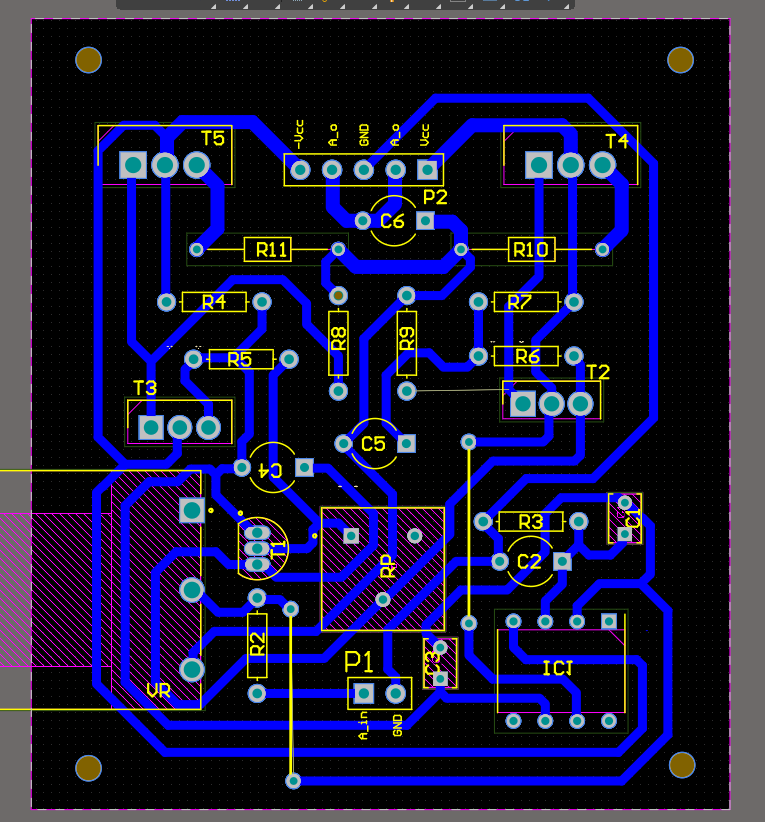 T5
-Vcc
A_o
GND
A_o
Vcc
T4
P2
C6
R11
R10
R4
R7
R8
R9
R5
R6
T2
T3
C5
C4
R3
C1
T1
RP
C2
R2
C3
P1
IC1
VR
A_in
GND